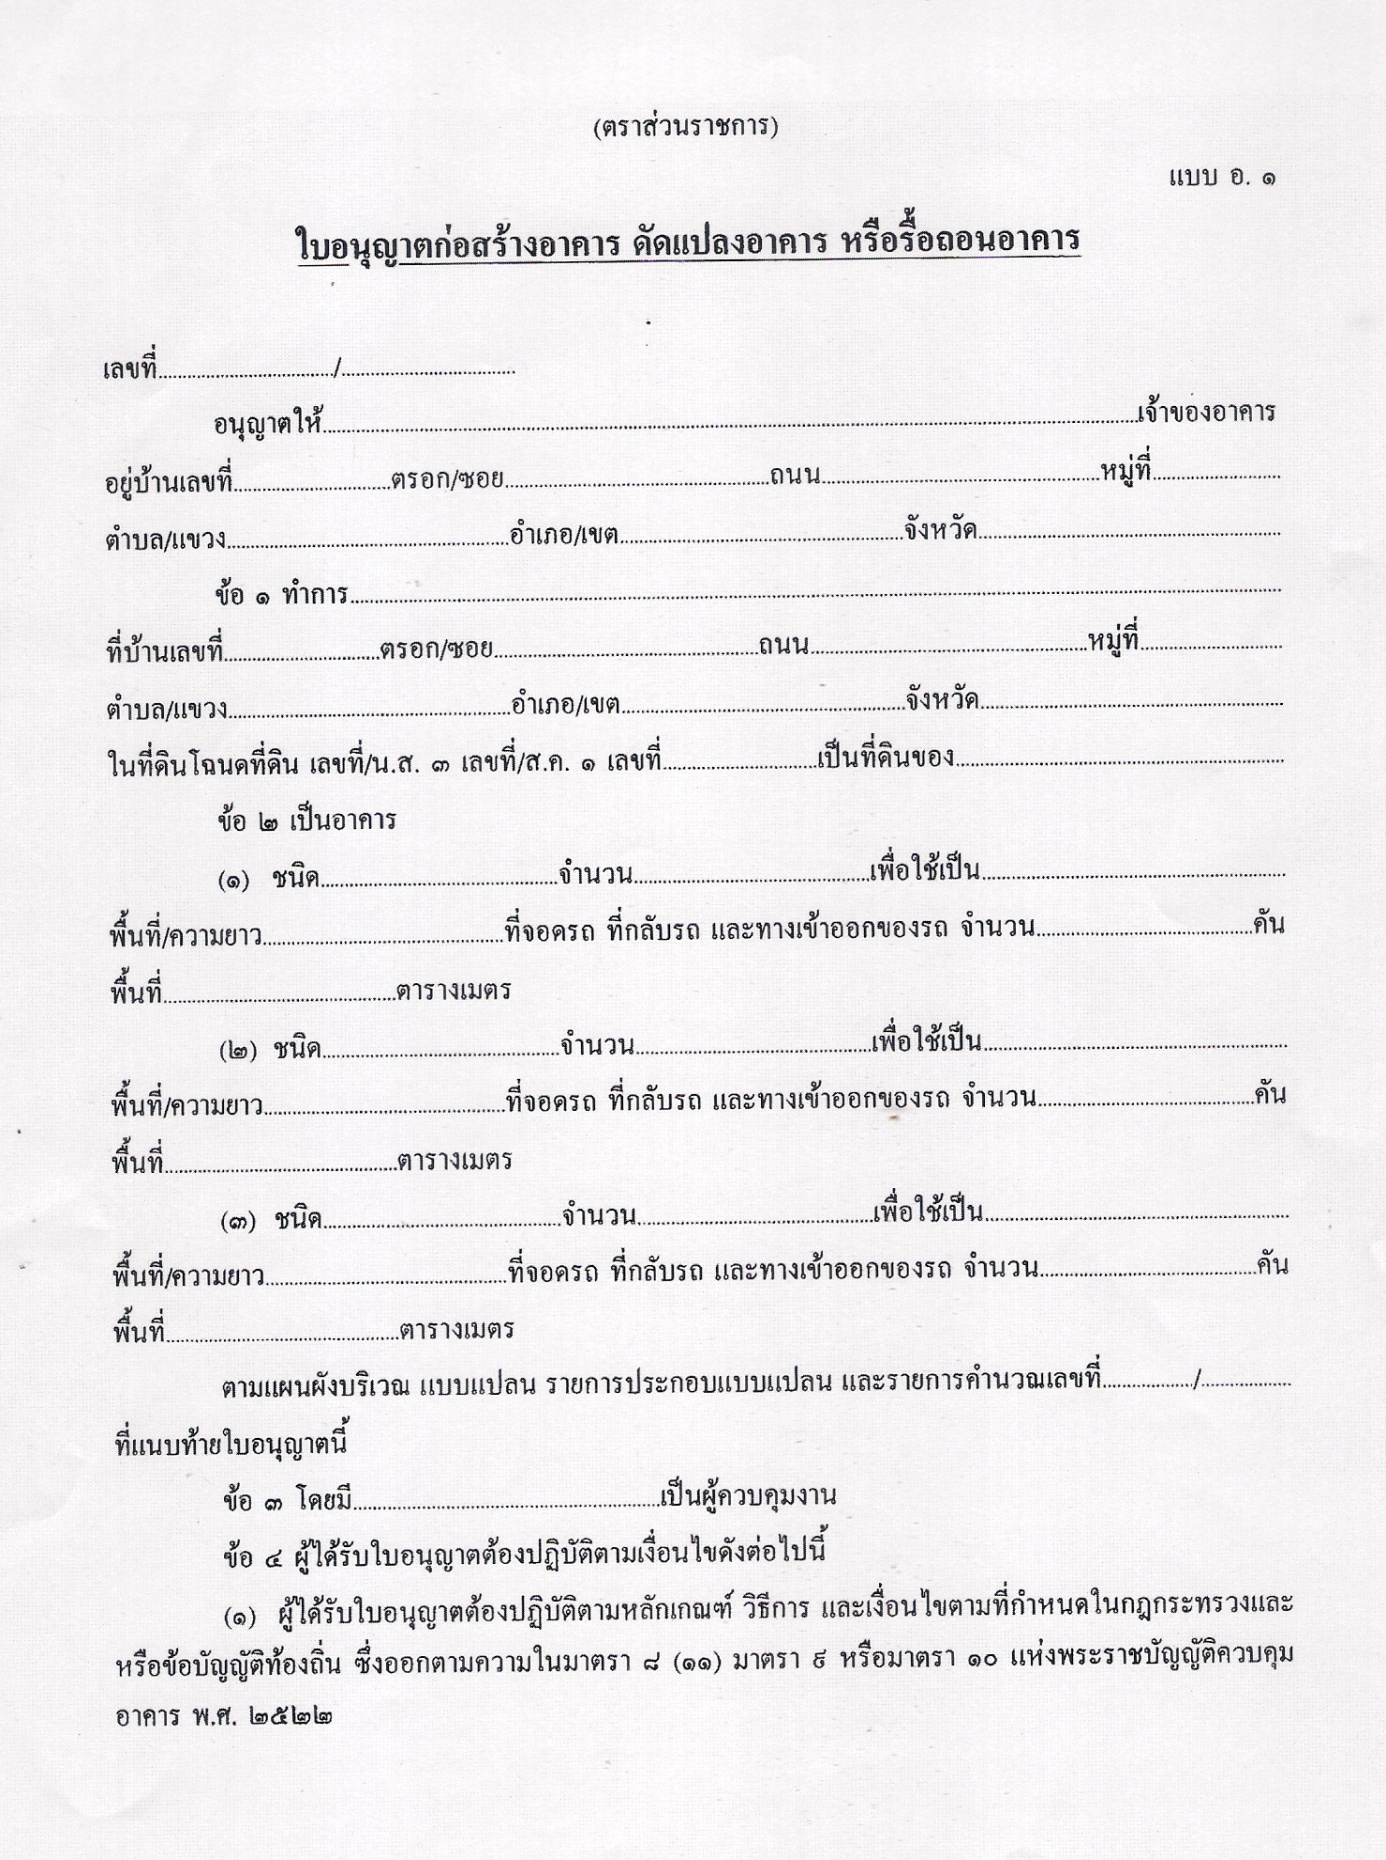 (ตราส่วนราชการ)
แบบ อ. ๑
ใบอนุญาตก่อสร้างอาคาร ดัดแปลงอาคาร หรือรื้อถอนอาคาร
เลขที่................................/................................
อนุญาตให้................................................................เจ้าของอาคาร
อยู่บ้านเลขที่............................ตรอก/ซอย................................ถนน................................หมู่ที่........................
ตำบล/แขวง................................อำเภอ/เขต................................จังหวัด................................
ข้อ ๑ ทำการ................................................................
ที่บ้านเลขที่............................ตรอก/ซอย................................ถนน................................หมู่ที่........................
ตำบล/แขวง................................อำเภอ/เขต................................จังหวัด................................
ในที่ดินโฉนดที่ดิน เลขที่/น.ส. ๓ เลขที่/ส.ค. ๑ เลขที่............................เป็นที่ดินของ................................
ข้อ ๒ เป็นอาคาร
(๑) ชนิด................................จำนวน................................เพื่อใช้เป็น................................
พื้นที่/ความยาว................................ที่จอดรถ ที่กลับรถ และทางเข้าออกของรถ จำนวน................................คัน
พื้นที่................................ตารางเมตร
(๒) ชนิด................................จำนวน................................เพื่อใช้เป็น................................
พื้นที่/ความยาว................................ที่จอดรถ ที่กลับรถ และทางเข้าออกของรถ จำนวน................................คัน
พื้นที่................................ตารางเมตร
(๓) ชนิด................................จำนวน................................เพื่อใช้เป็น................................
พื้นที่/ความยาว................................ที่จอดรถ ที่กลับรถ และทางเข้าออกของรถ จำนวน................................คัน
พื้นที่................................ตารางเมตร
ตามแผนผังบริเวณ แบบแปลน รายการประกอบแบบแปลน และรายการคำนวณเลขที่................/................
ที่แนบท้ายใบอนุญาตนี้
ข้อ ๓ โดยมี................................เป็นผู้ควบคุมงาน
ข้อ ๔ ผู้ได้รับใบอนุญาตต้องปฏิบัติตามเงื่อนไขดังต่อไปนี้
(๑) ผู้ได้รับใบอนุญาตต้องปฏิบัติตามหลักเกณฑ์ วิธีการ และเงื่อนไขตามที่กำหนดในกฎกระทรวงและ
หรือข้อบัญญัติท้องถิ่น ซึ่งออกตามความในมาตรา ๘ (๑๑) มาตรา ๙ หรือมาตรา ๑๐ แห่งพระราชบัญญัติควบคุม
อาคาร พ.ศ. ๒๕๒๒